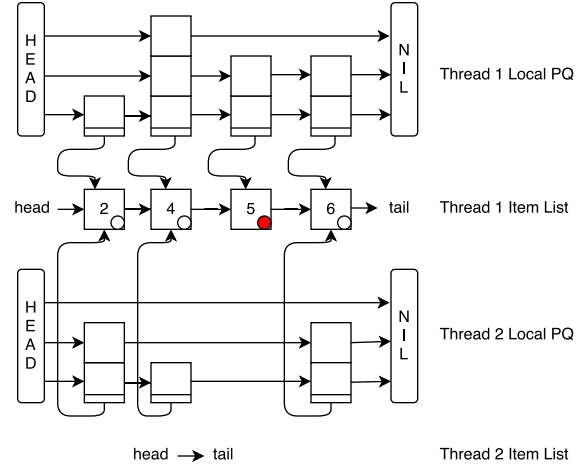 HEAD
NIL
Thread 1 Local PQ
head 2 4 5 6 tail
Thread 1 Item List
HEAD
NIL
Thread 2 Local PQ
head tail
Thread 2 Item List